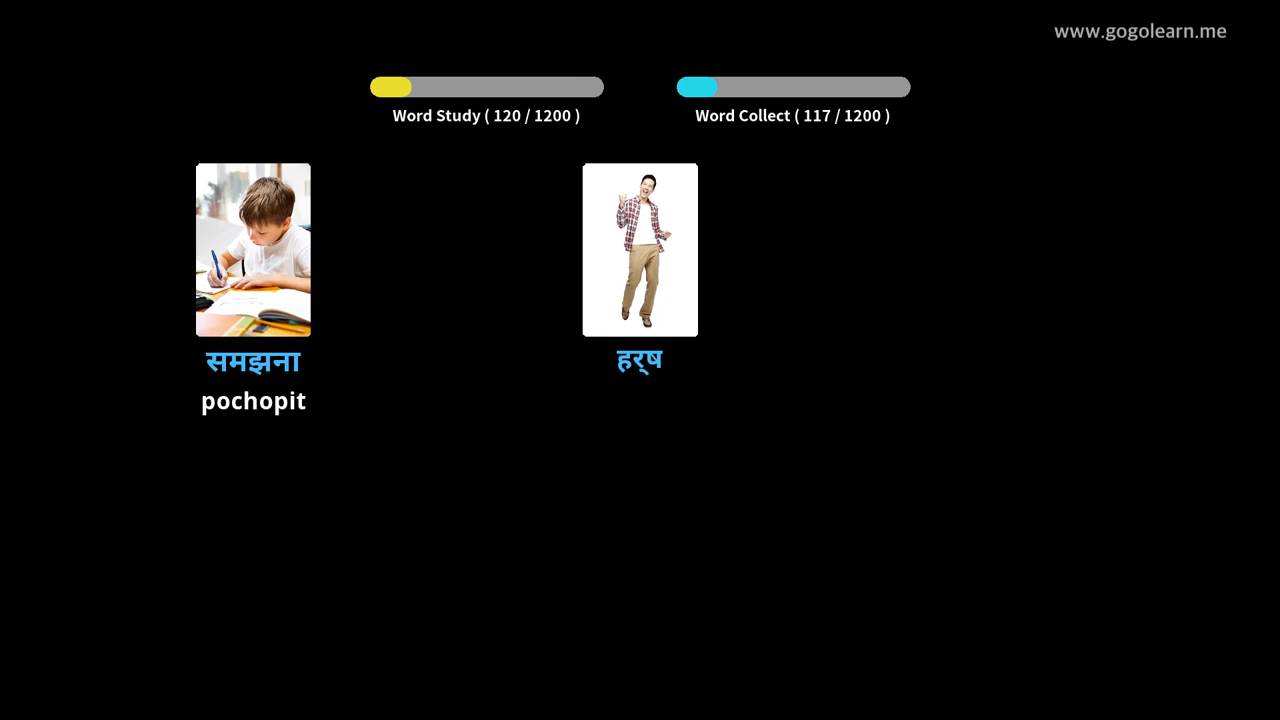 www.gogolearn.me
Word Study ( 120 / 1200 )
Word Collect ( 117 / 1200 )
समझना
हर्ष
pochopit